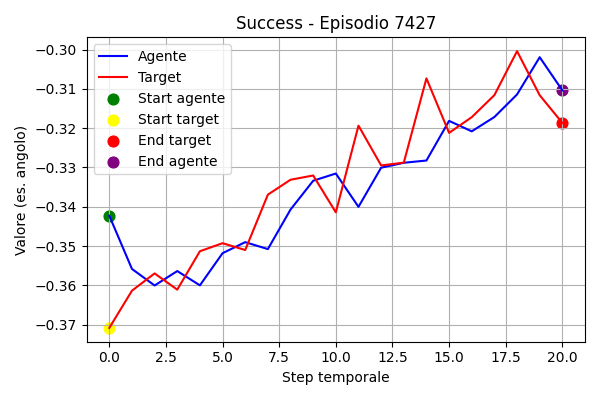 Success - Episodio 7427
Valore (es. angolo)
−0.30
−0.31
−0.32
−0.33
−0.34
−0.35
−0.36
−0.37
Agente
Target
Start agente
Start target
End target
End agente
0.0 2.5 5.0 7.5 10.0 12.5 15.0 17.5 20.0
Step temporale